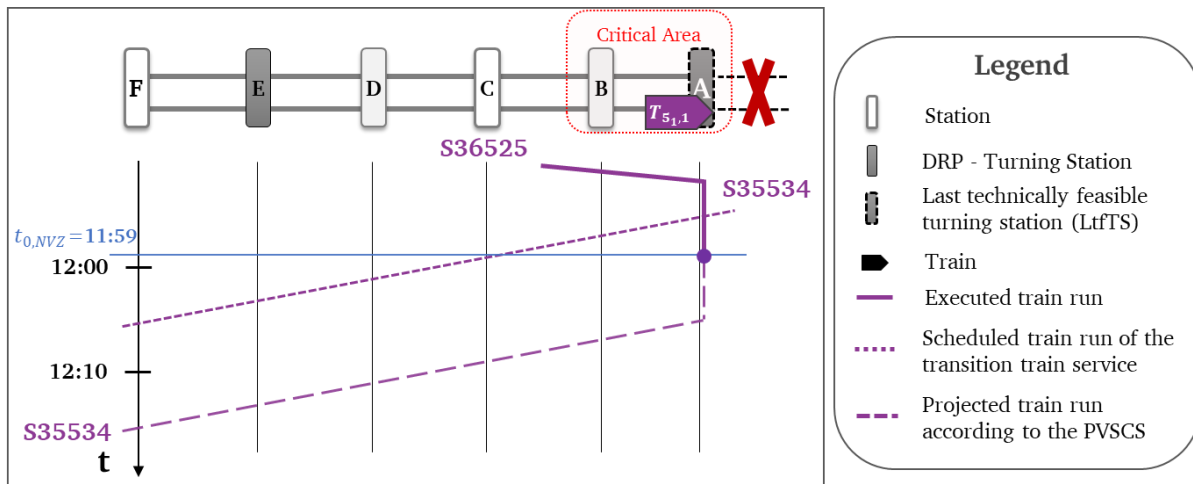 Critical Area
F
E
D
C
B
A
T₅₁,₁
S36525
S35534
t₀,NVZ = 11:59
12:00
12:10
S35534
t
Legend
Station
DRP - Turning Station
Last technically feasible
turning station (LtfTS)
Train
Executed train run
Scheduled train run of the
transition train service
Projected train run
according to the PVSCS